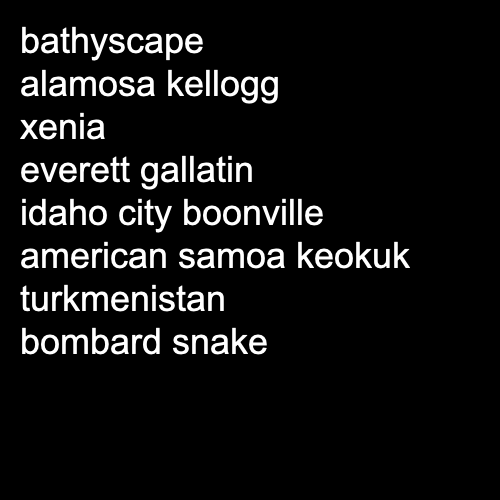 bathyscape
alamosa kellogg
xenia
everett gallatin
idaho city boonville
american samoa keokuk
turkmenistan
bombard snake